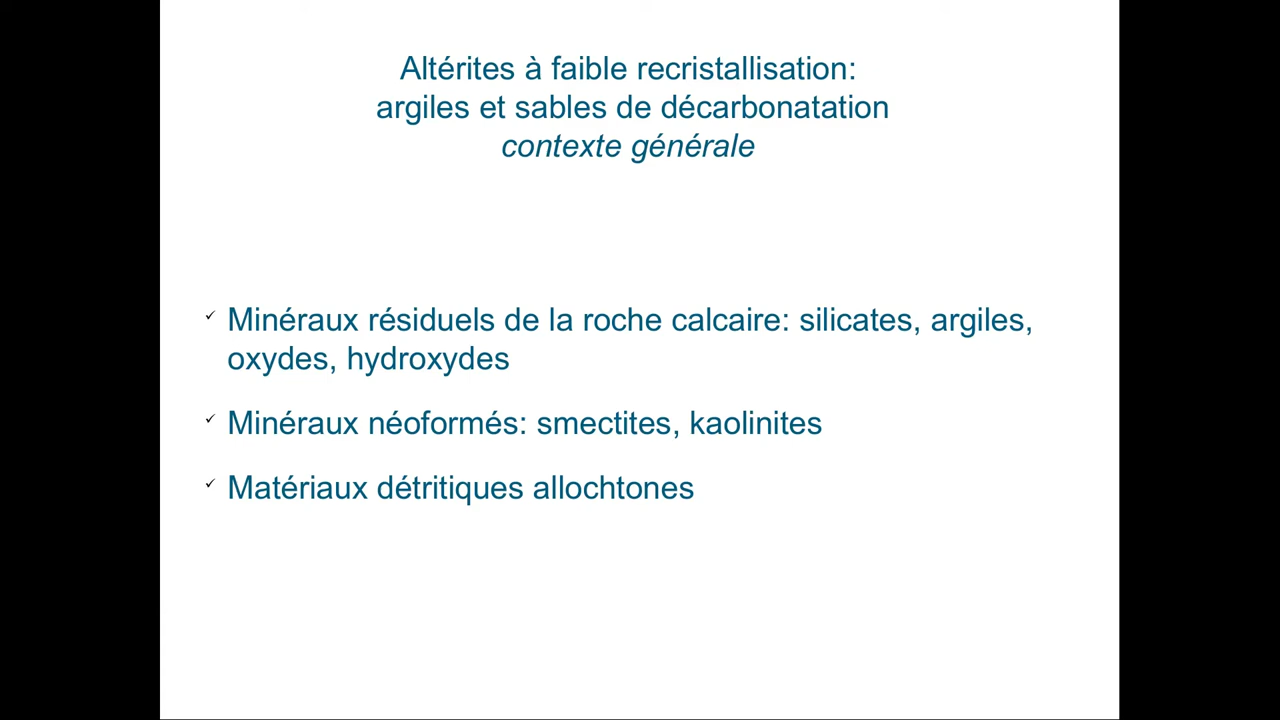 Altérites à faible recristallisation:
argiles et sables de décarbonatation
contexte générale
✓ Minéraux résiduels de la roche calcaire: silicates, argiles,
oxydes, hydroxydes
✓ Minéraux néoformés: smectites, kaolinites
✓ Matériaux détritiques allochtones